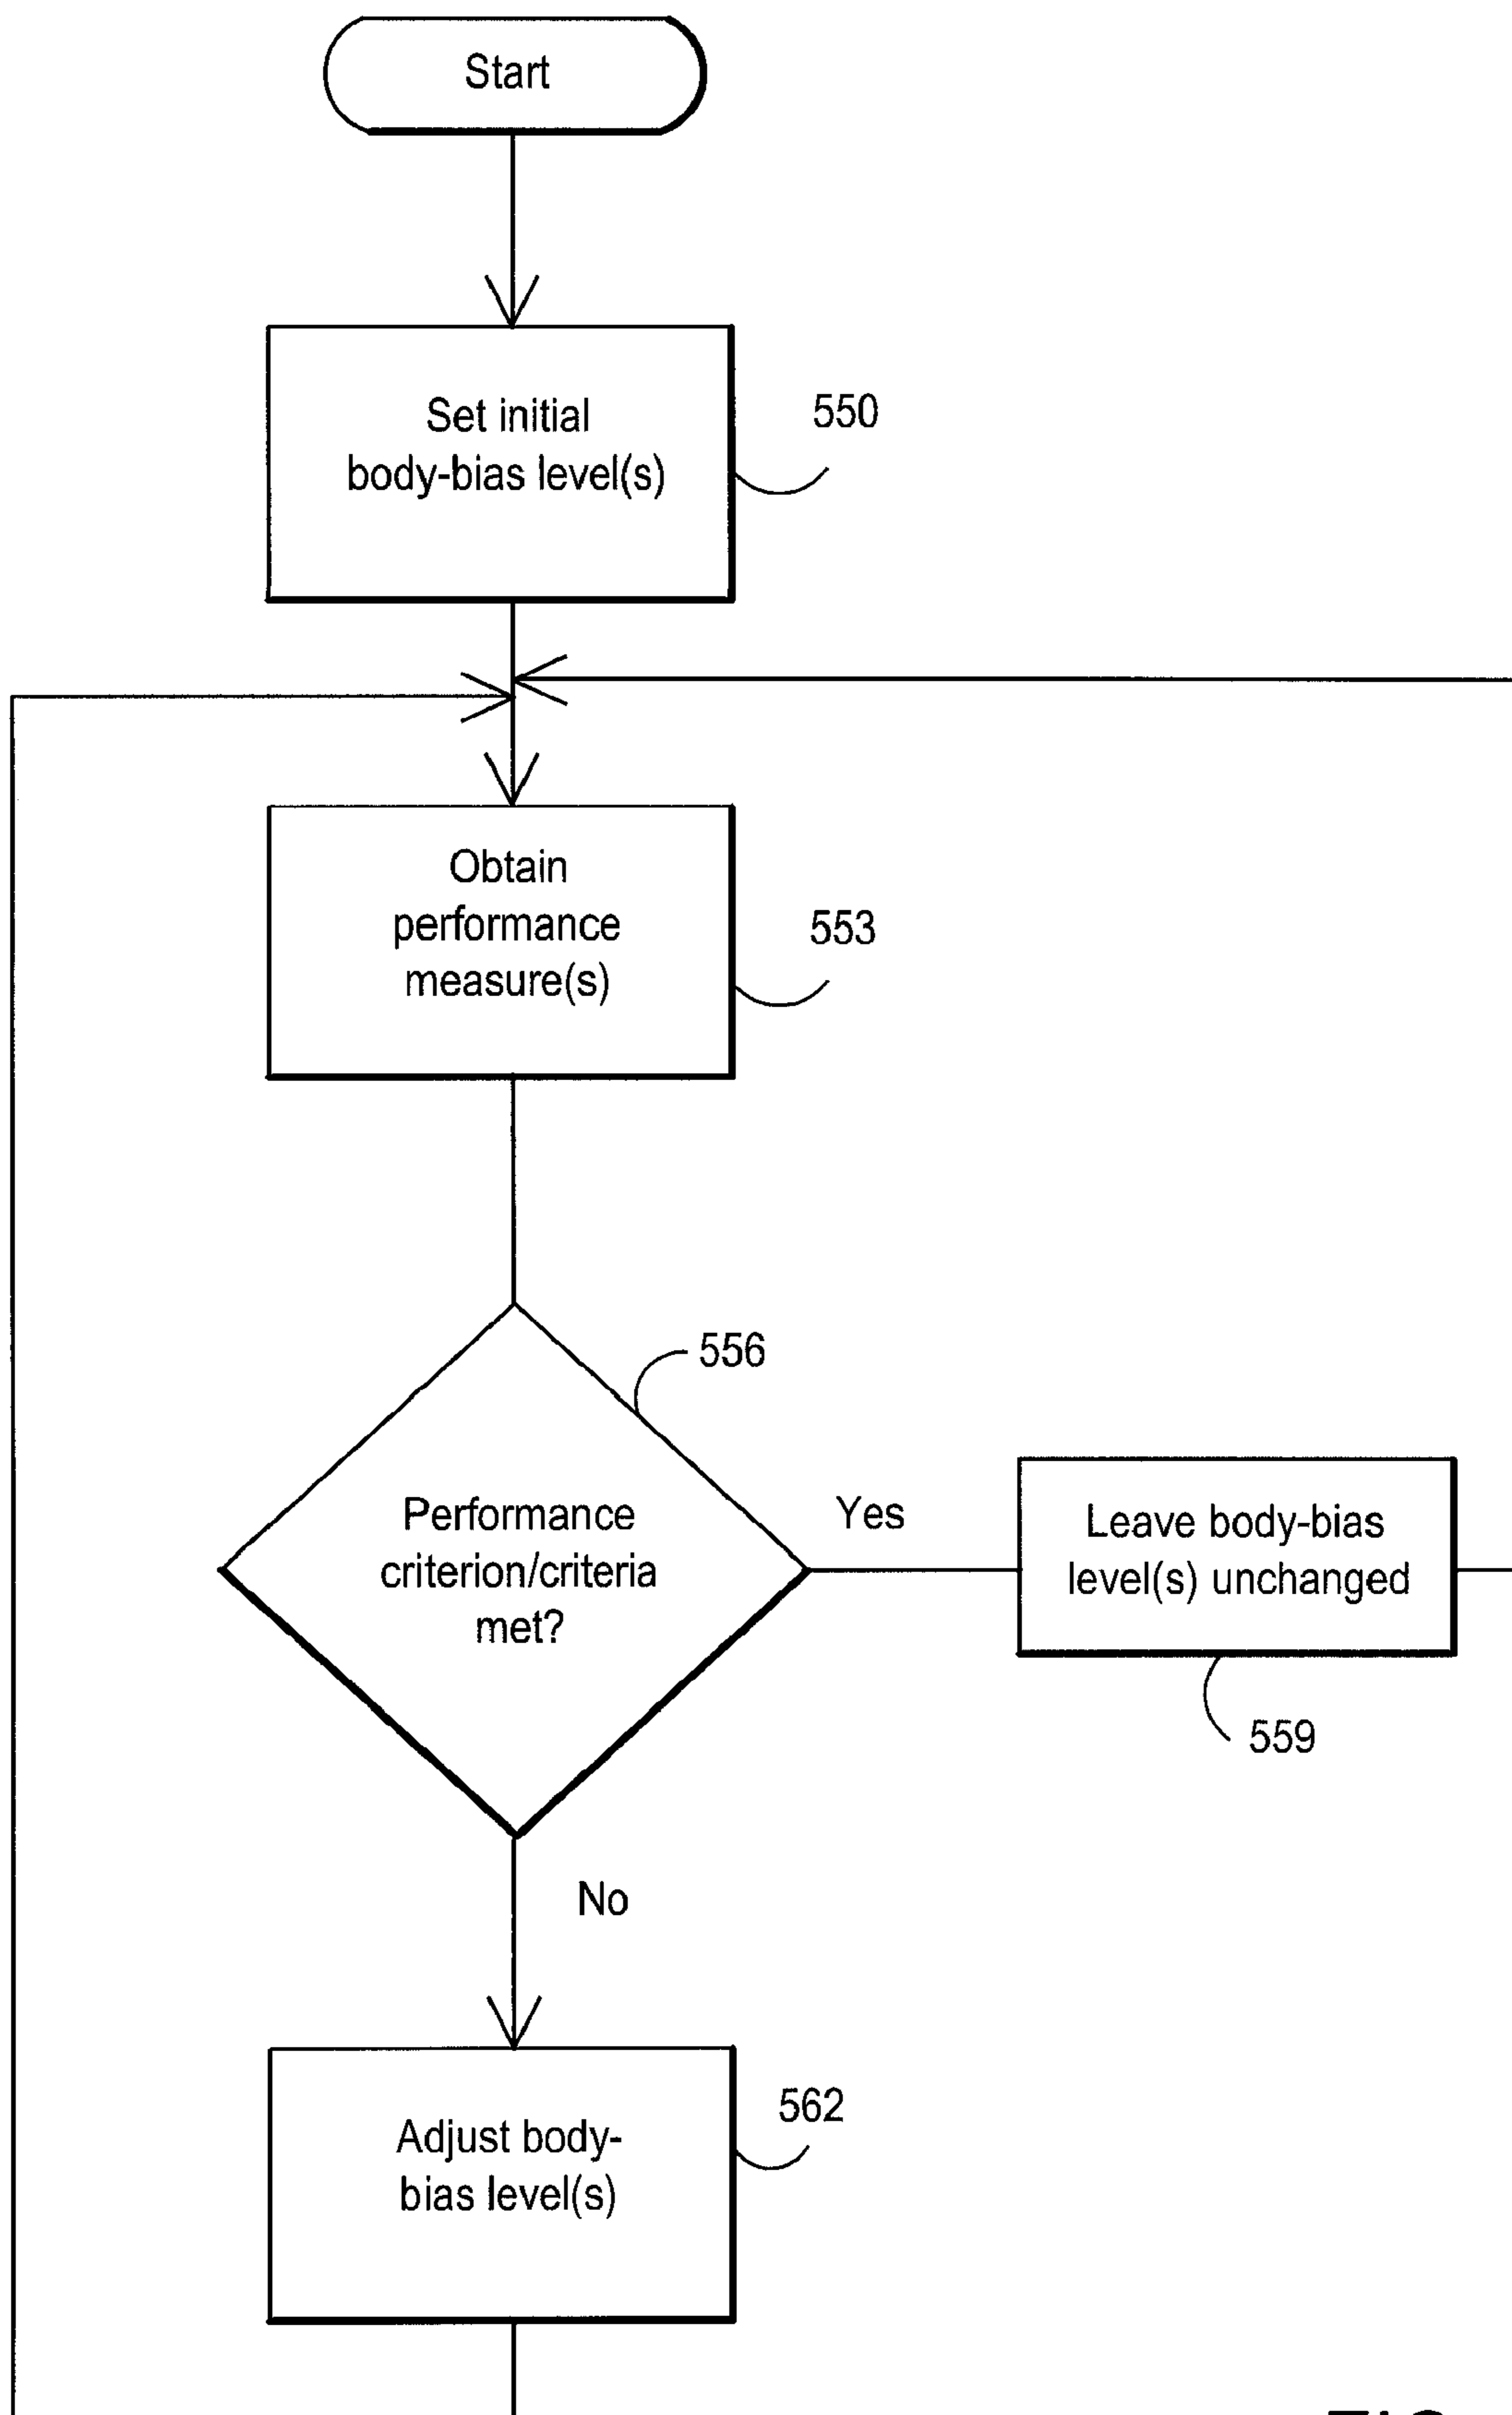 Start
Set initial
body-bias level(s)
550
Obtain
performance
measure(s)
553
556
Performance
criterion/criteria
met?
Yes
Leave body-bias
level(s) unchanged
559
No
Adjust body-
bias level(s)
562